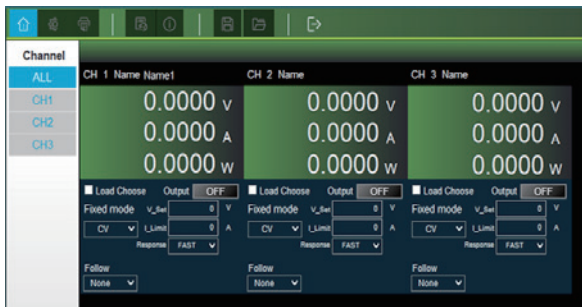 Channel
ALL
CH1
CH2
CH3
CH 1 Name Name1
0.0000 V
0.0000 A
0.0000 W
Load Choose Output OFF
Fixed mode V_Set 0 V
CV I_Limit 0 A
Response FAST
Follow
None
CH 2 Name
0.0000 V
0.0000 A
0.0000 W
Load Choose Output OFF
Fixed mode V_Set 0 V
CV I_Limit 0 A
Response FAST
Follow
None
CH 3 Name
0.0000 V
0.0000 A
0.0000 W
Load Choose Output OFF
Fixed mode V_Set 0 V
CV I_Limit 0 A
Response FAST
Follow
None